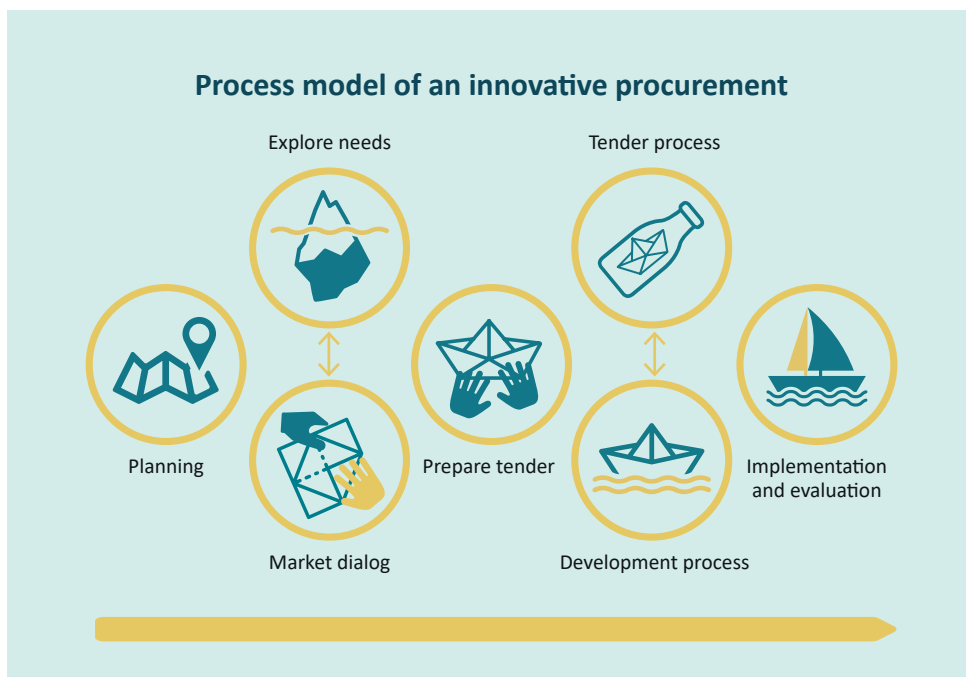 Process model of an innovative procurement
Explore needs
Tender process
Planning
Prepare tender
Implementation
and evaluation
Market dialog
Development process